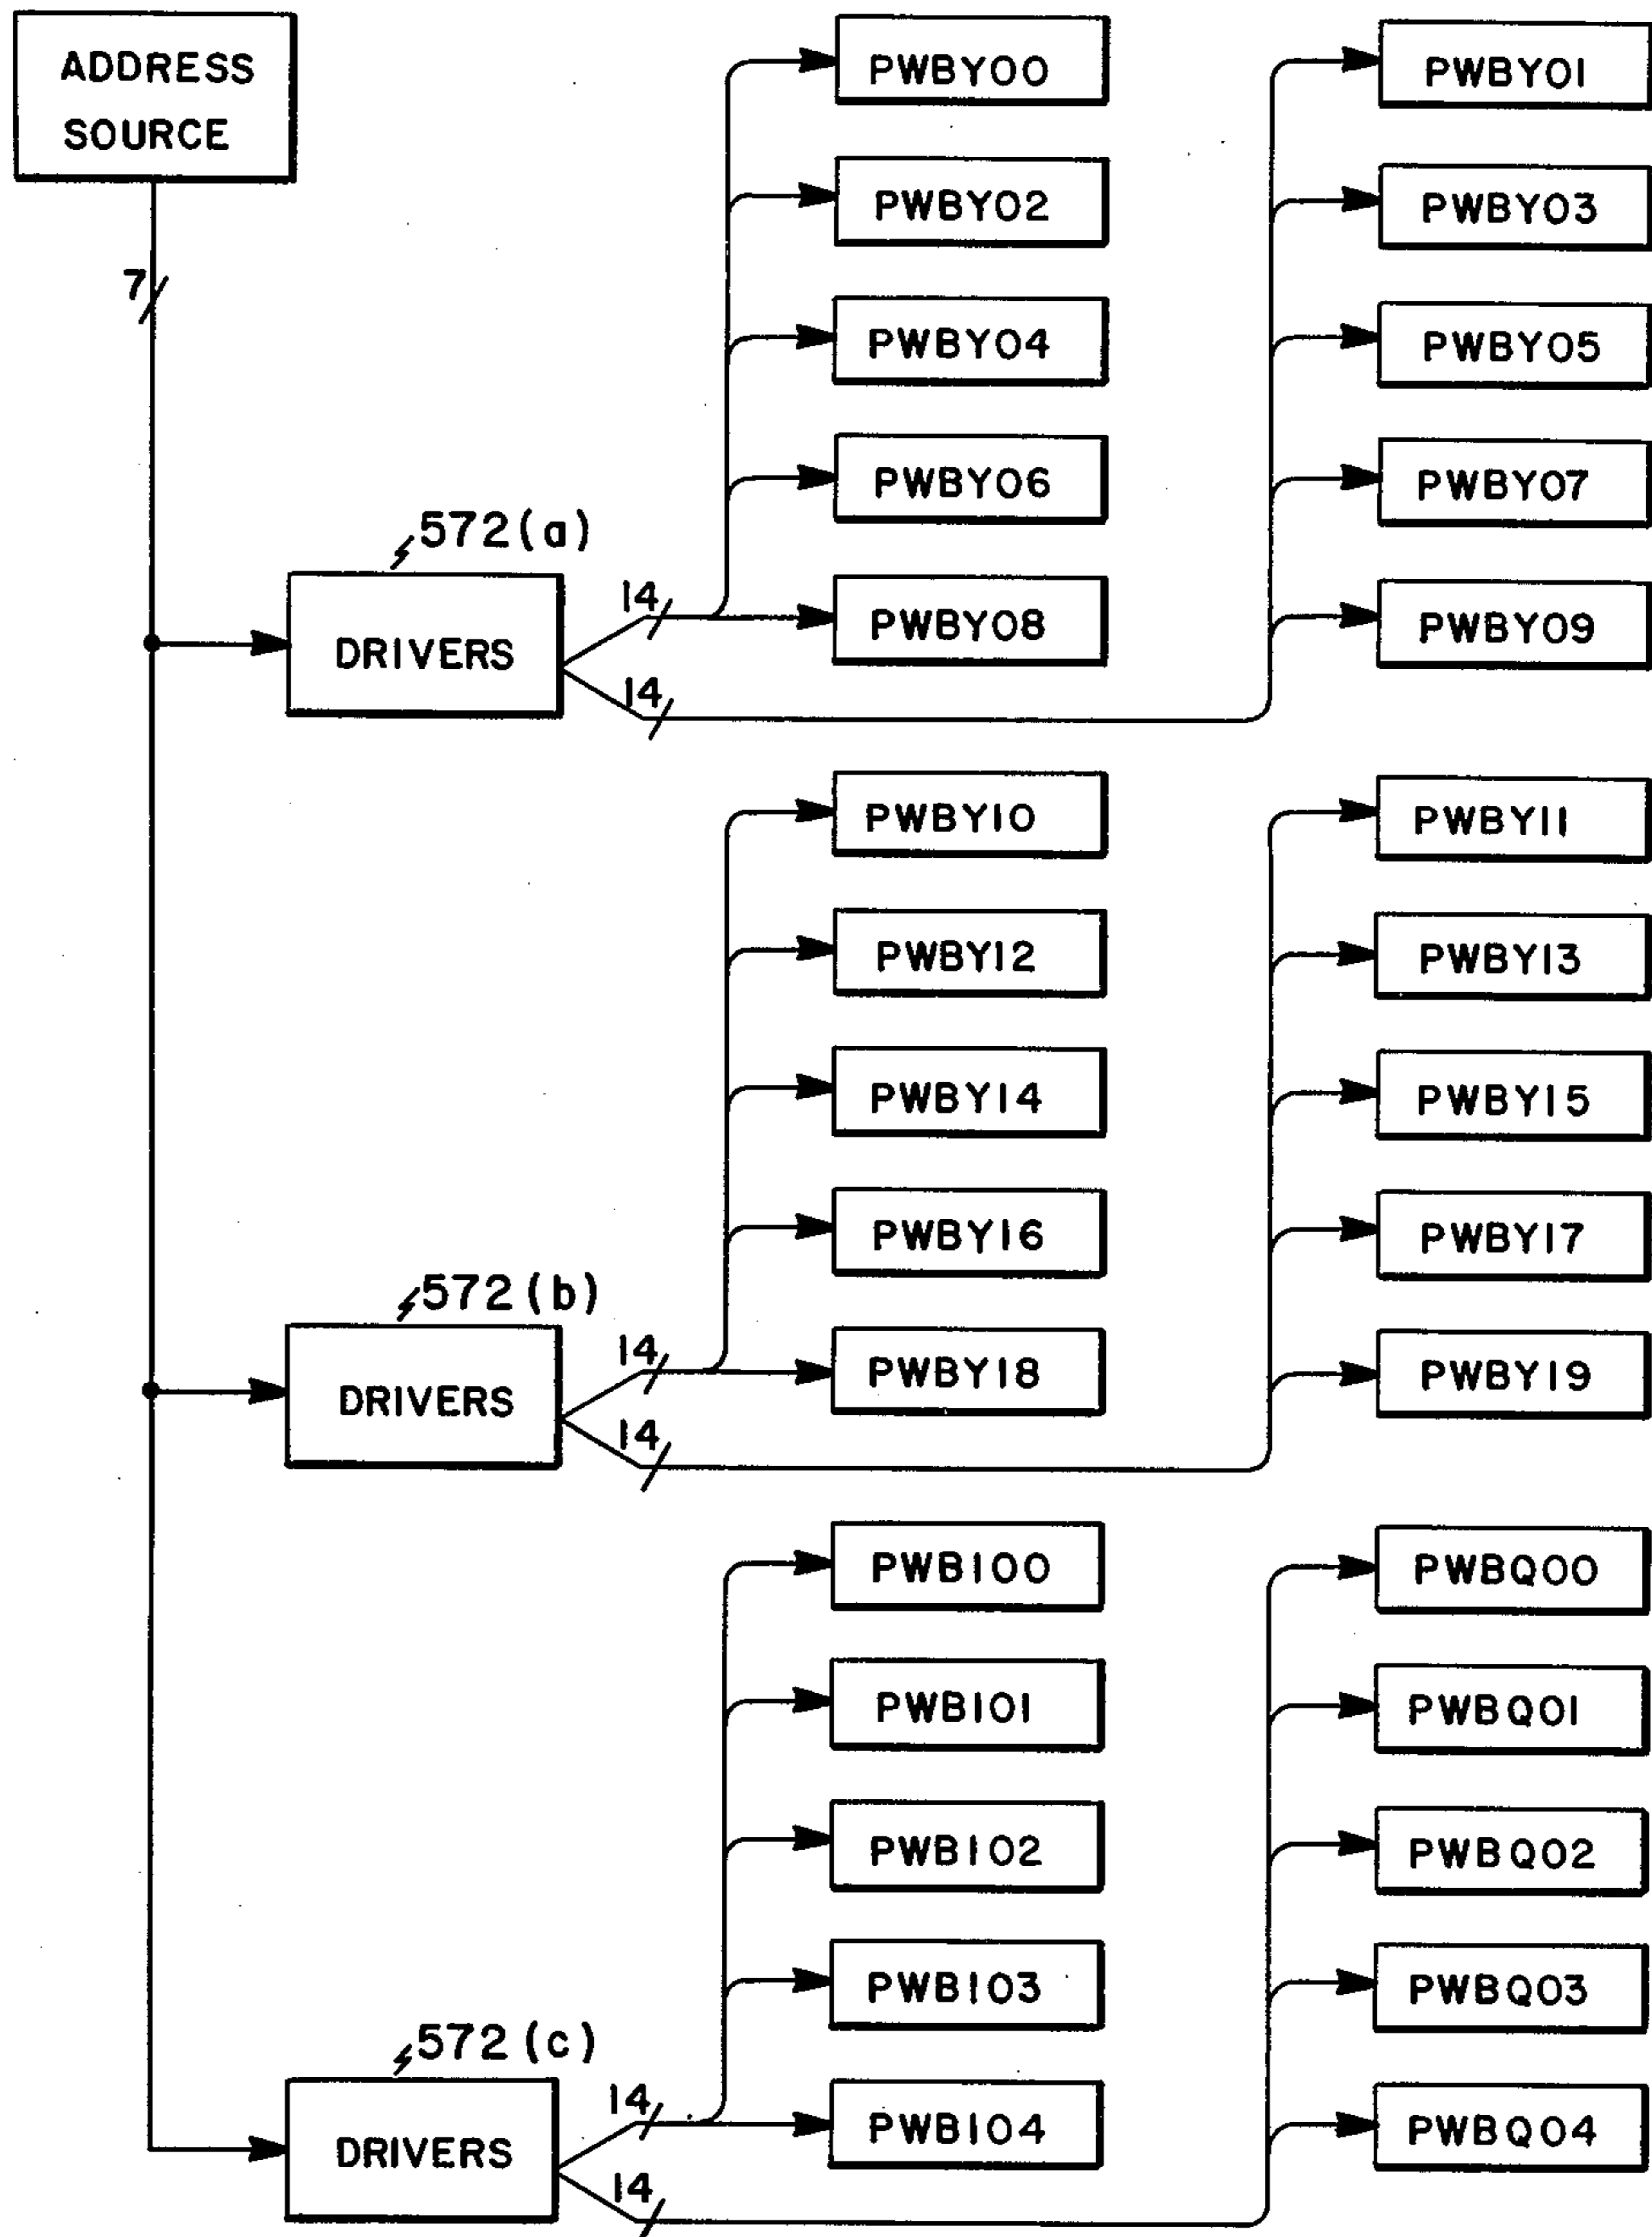 ADDRESS
SOURCE
7
572(a)
DRIVERS
14
14
PWBY00
PWBY02
PWBY04
PWBY06
PWBY08
PWBY01
PWBY03
PWBY05
PWBY07
PWBY09
572(b)
DRIVERS
14
14
PWBY10
PWBY12
PWBY14
PWBY16
PWBY18
PWBY11
PWBY13
PWBY15
PWBY17
PWBY19
572(c)
DRIVERS
14
14
PWBI00
PWBI01
PWBI02
PWBI03
PWBI04
PWBQ00
PWBQ01
PWBQ02
PWBQ03
PWBQ04